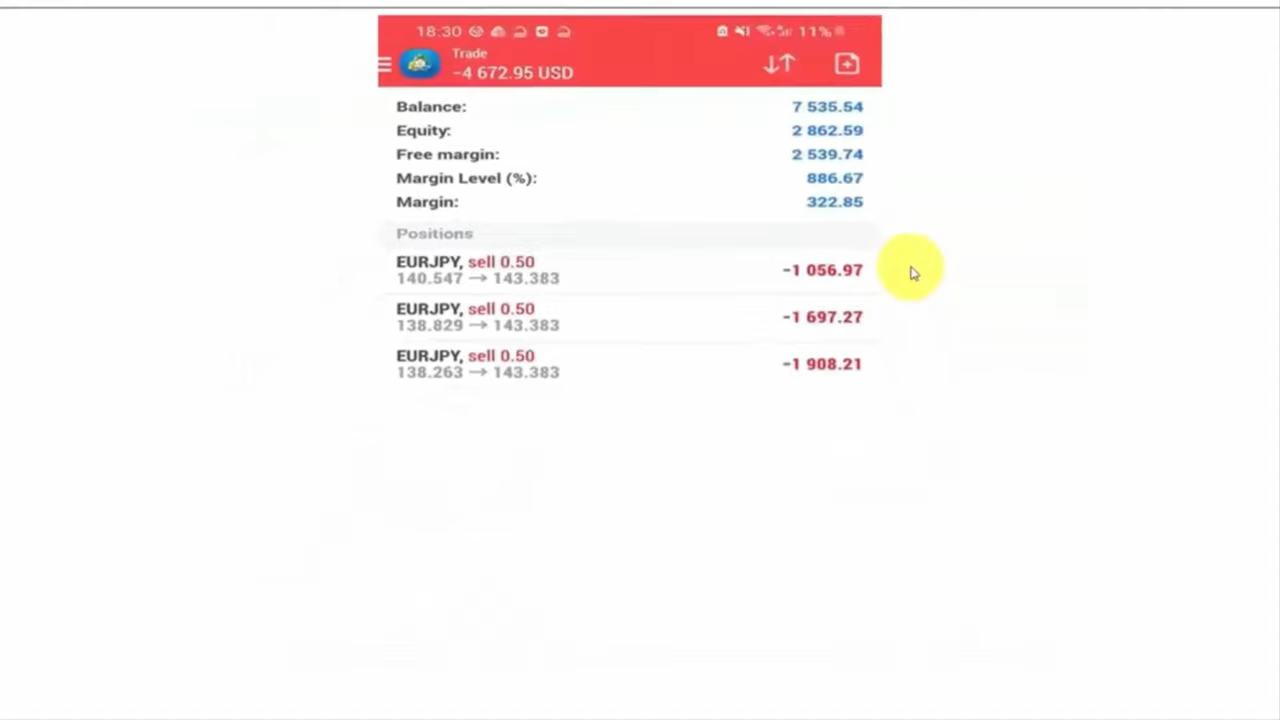 18:30 11%
Trade
-4 672.95 USD
Balance: 7 535.54
Equity: 2 862.59
Free margin: 2 539.74
Margin Level (%): 886.67
Margin: 322.85
Positions
EURJPY, sell 0.50 -1 056.97
140.547 → 143.383
EURJPY, sell 0.50 -1 697.27
138.829 → 143.383
EURJPY, sell 0.50 -1 908.21
138.263 → 143.383